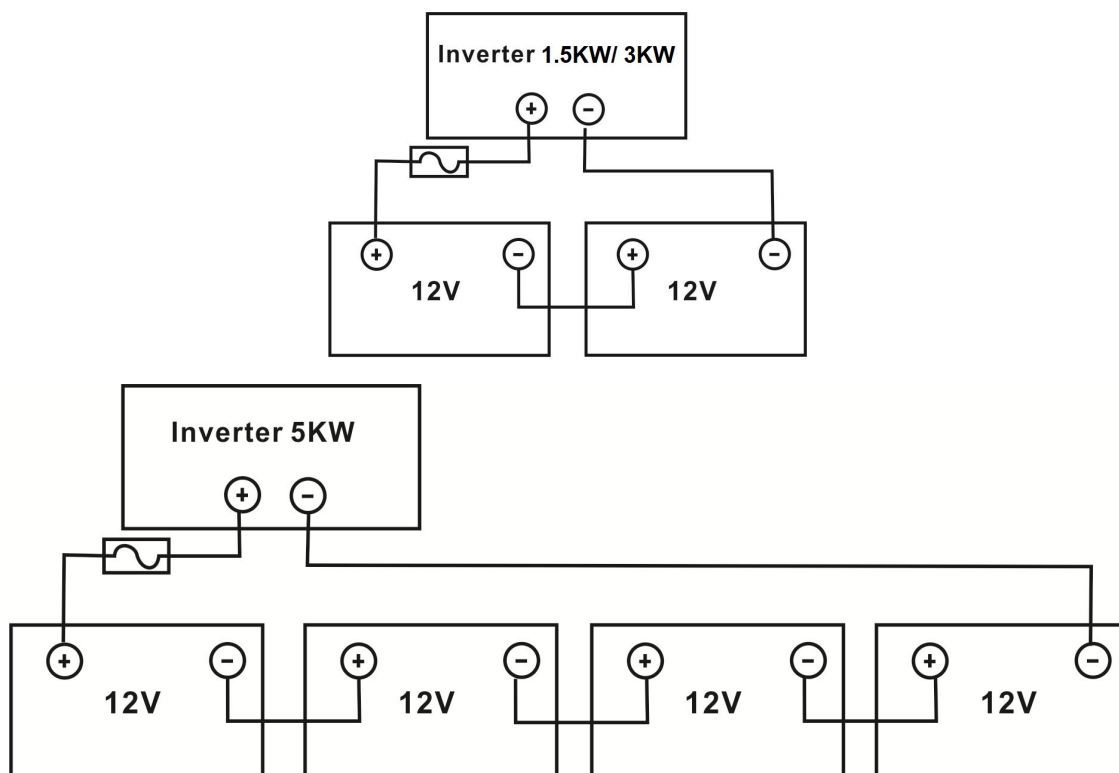 Inverter 1.5KW/ 3KW
+ -
+ - + -
12V 12V
Inverter 5KW
+ -
+ - + - + - + -
12V 12V 12V 12V